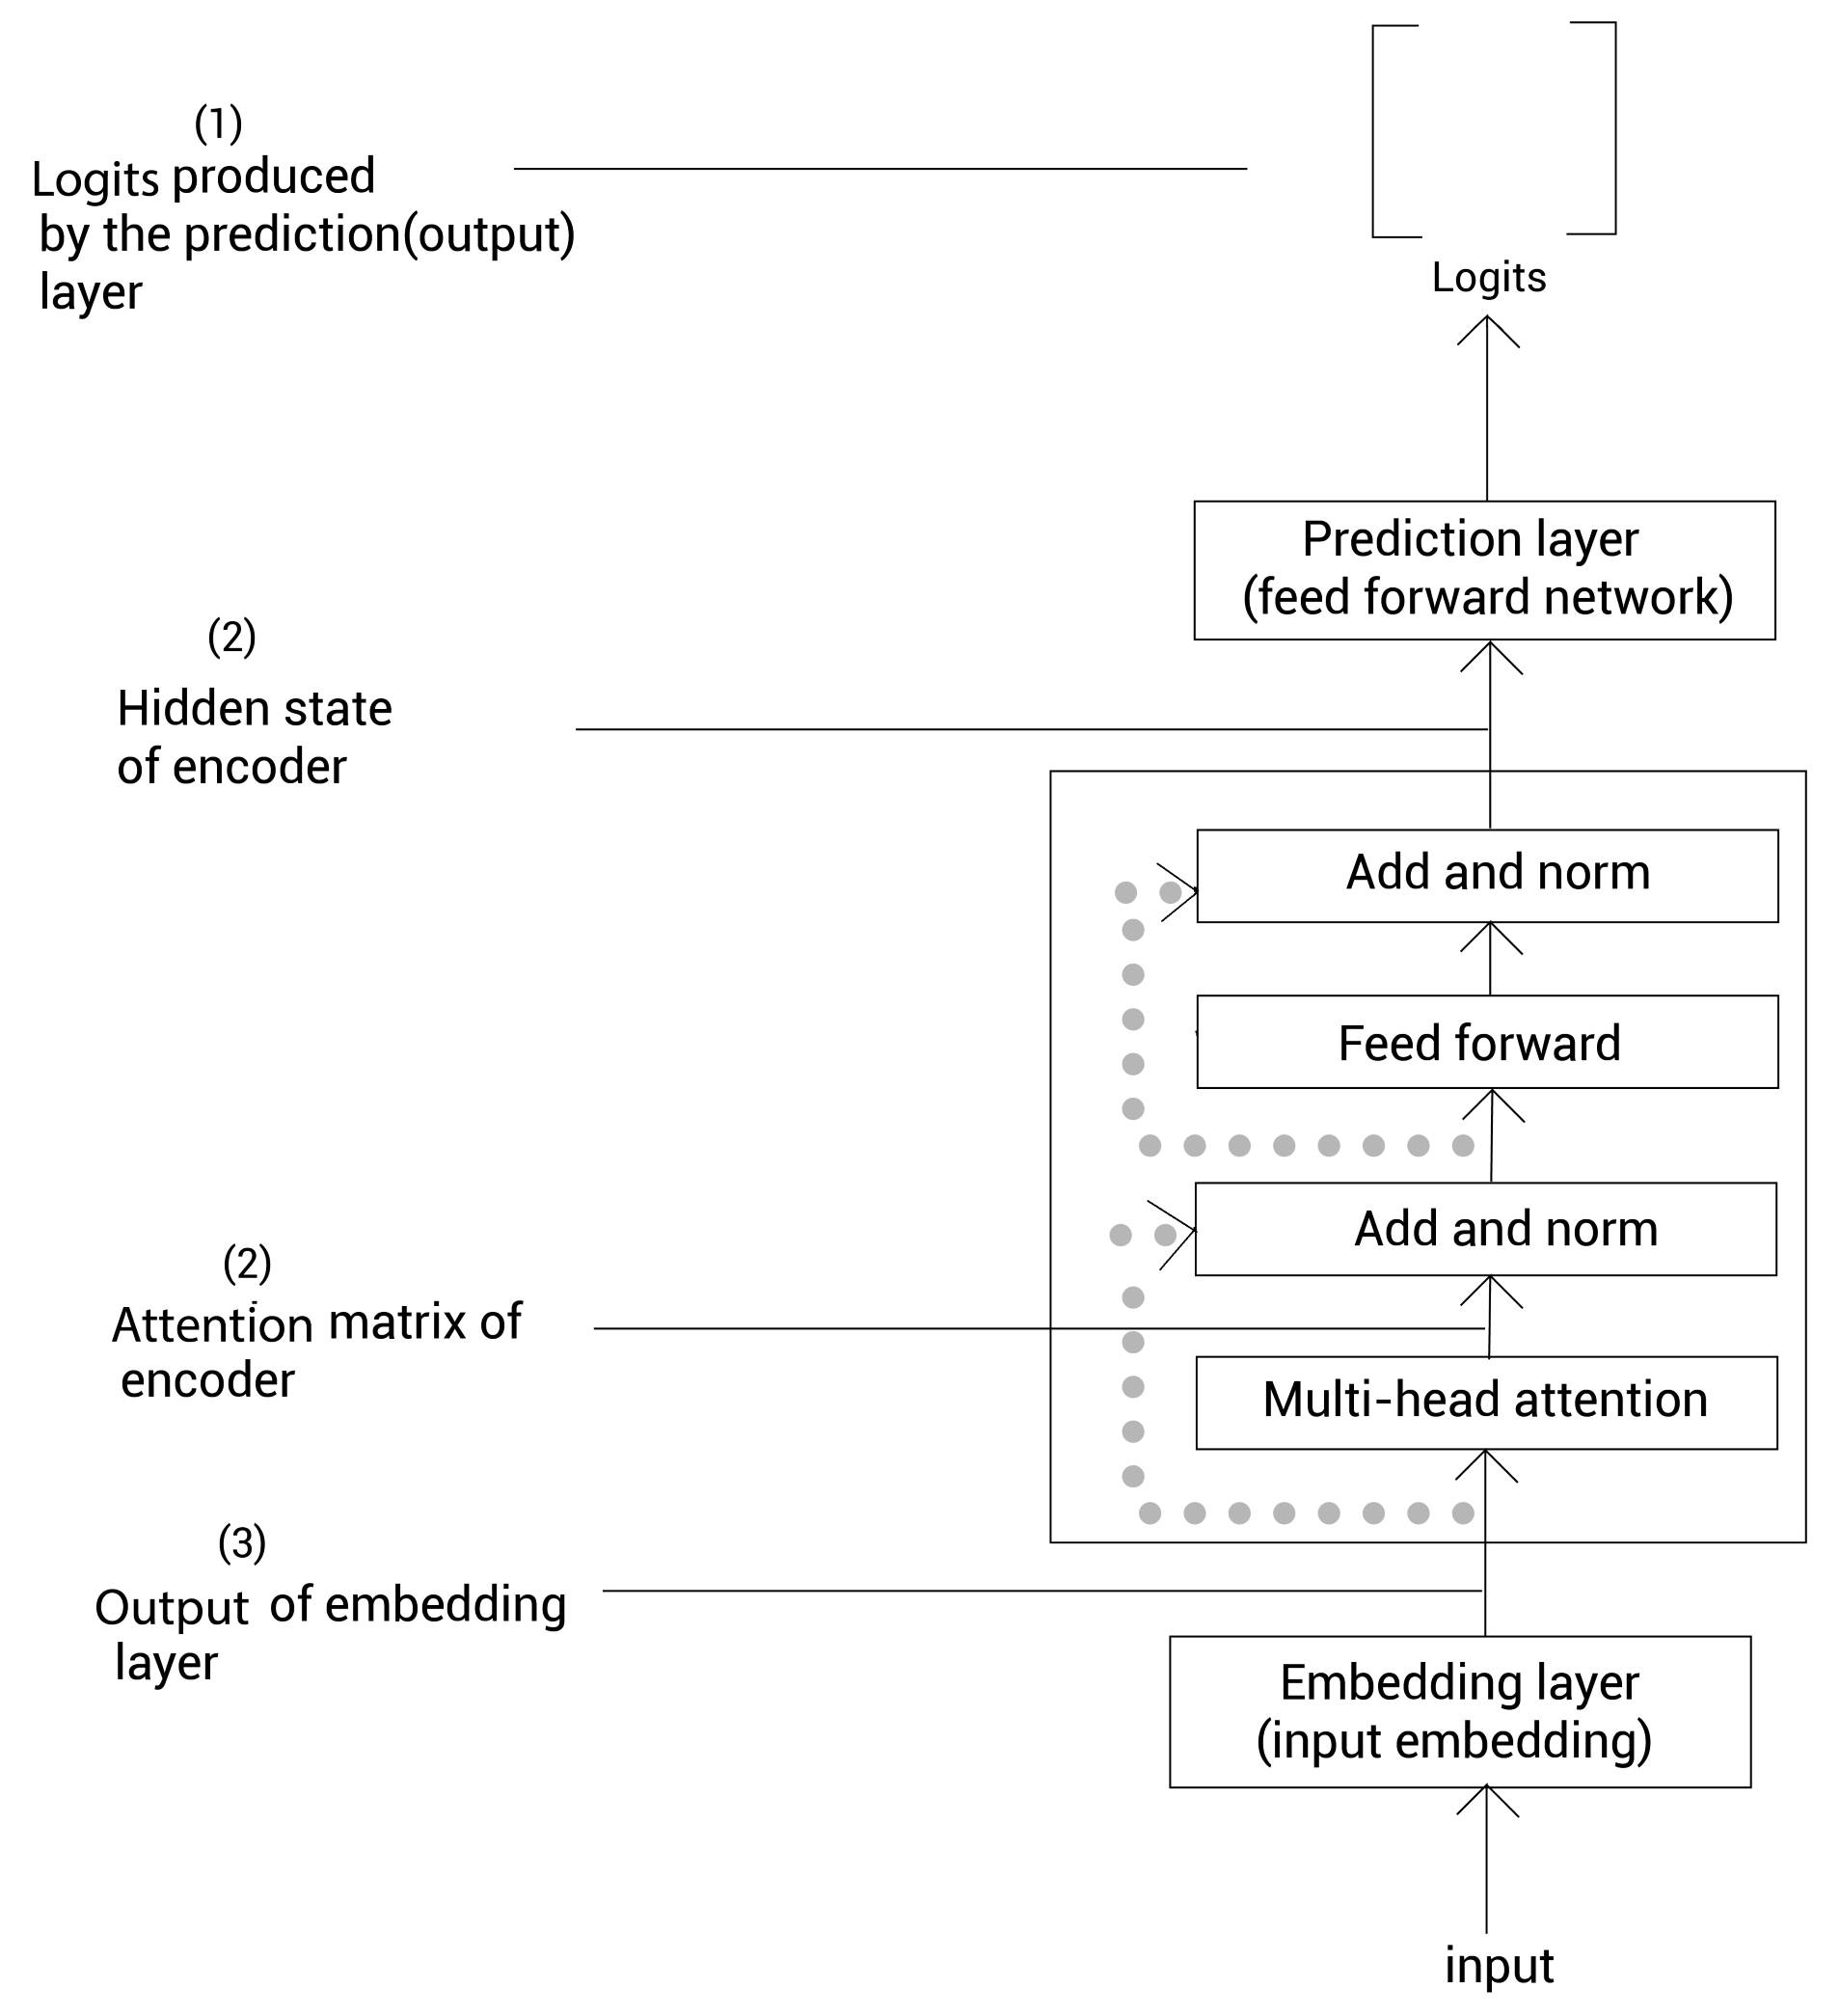 (1)
Logits produced
by the prediction(output)
layer
Logits
Prediction layer
(feed forward network)
(2)
Hidden state
of encoder
Add and norm
Feed forward
Add and norm
(2)
Attention matrix of
encoder
Multi-head attention
(3)
Output of embedding
layer
Embedding layer
(input embedding)
input